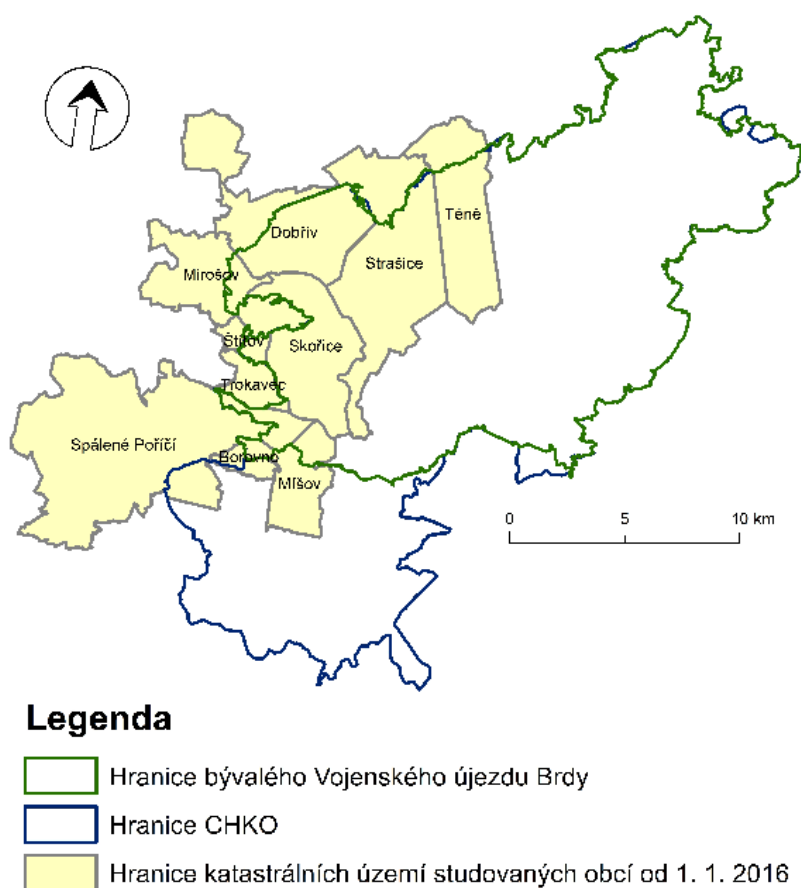 Dobřív
Těně
Strašice
Mirošov
Štítov
Skořice
Trokavec
Spálené Poříčí
Borovno
Míšov
0 5 10 km
Legenda
Hranice bývalého Vojenského újezdu Brdy
Hranice CHKO
Hranice katastrálních území studovaných obcí od 1. 1. 2016